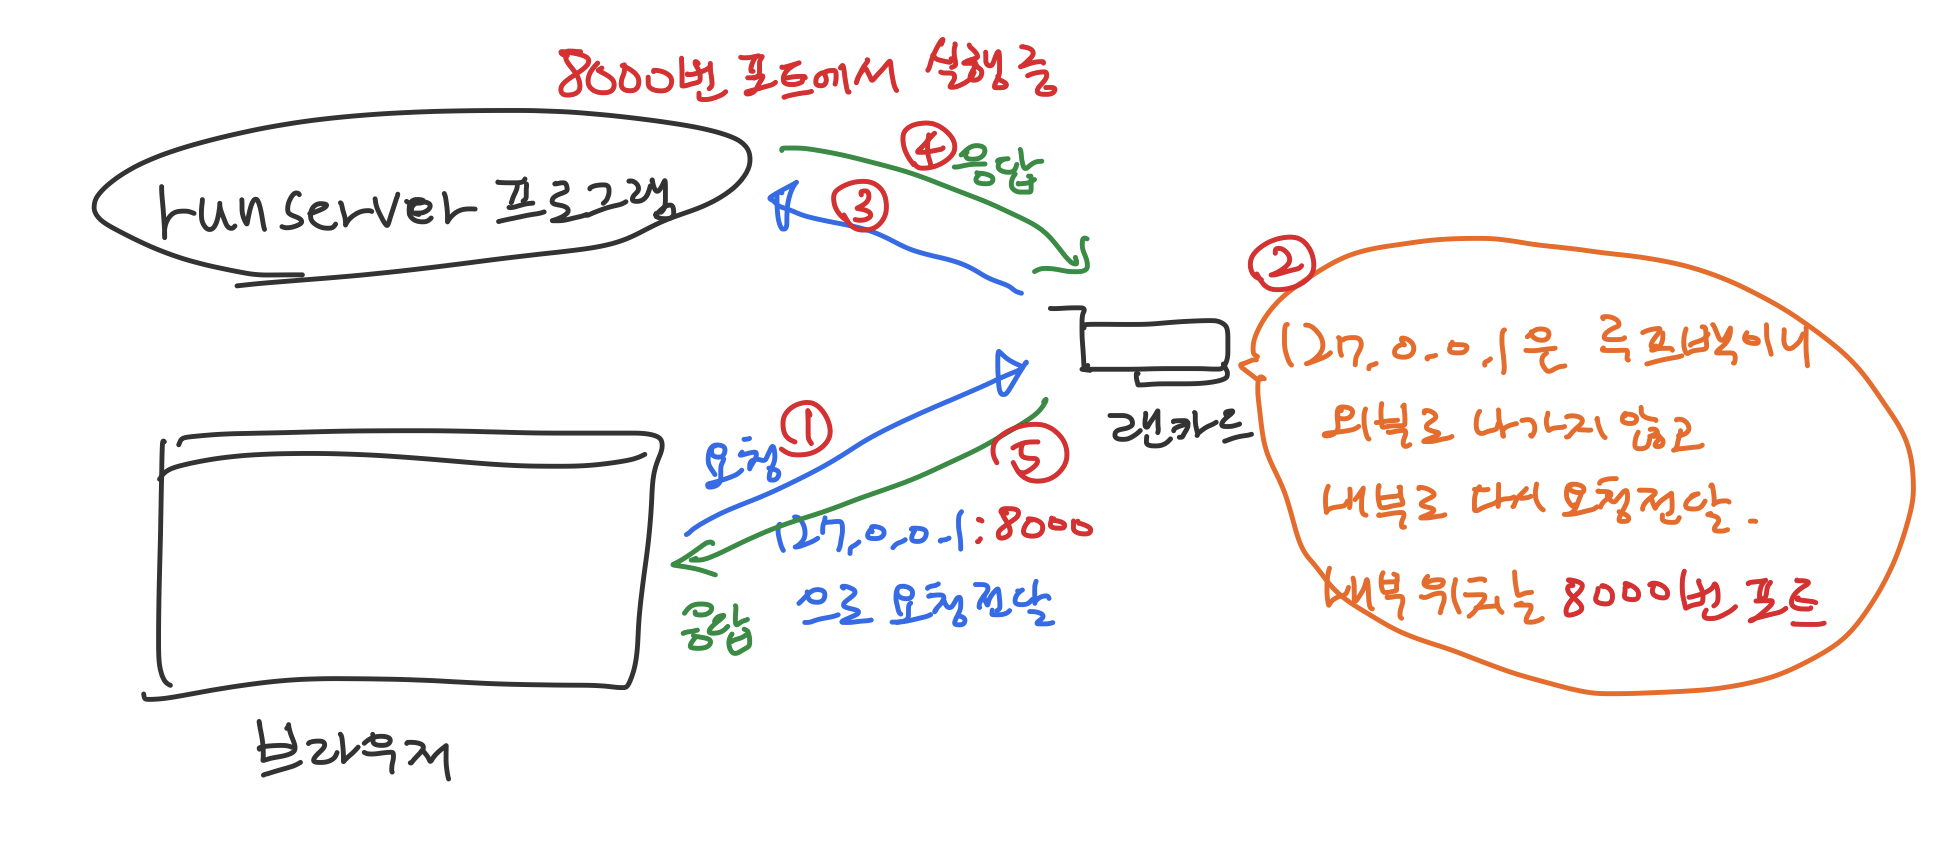 8000번 포트에서 실행 중
runserver 프로그램
④ 응답
③
②
127.0.0.1은 루프백이니
외부로 나가지 않고
내부로 다시 요청전달.
내부 위치는 8000번 포트
랜카드
① 요청
⑤
127.0.0.1:8000
으로 요청전달
응답
브라우저